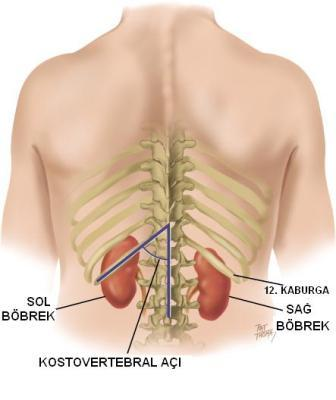 12. KABURGA
SOL
BÖBREK
SAĞ
BÖBREK
KOSTOVERTEBRAL AÇI